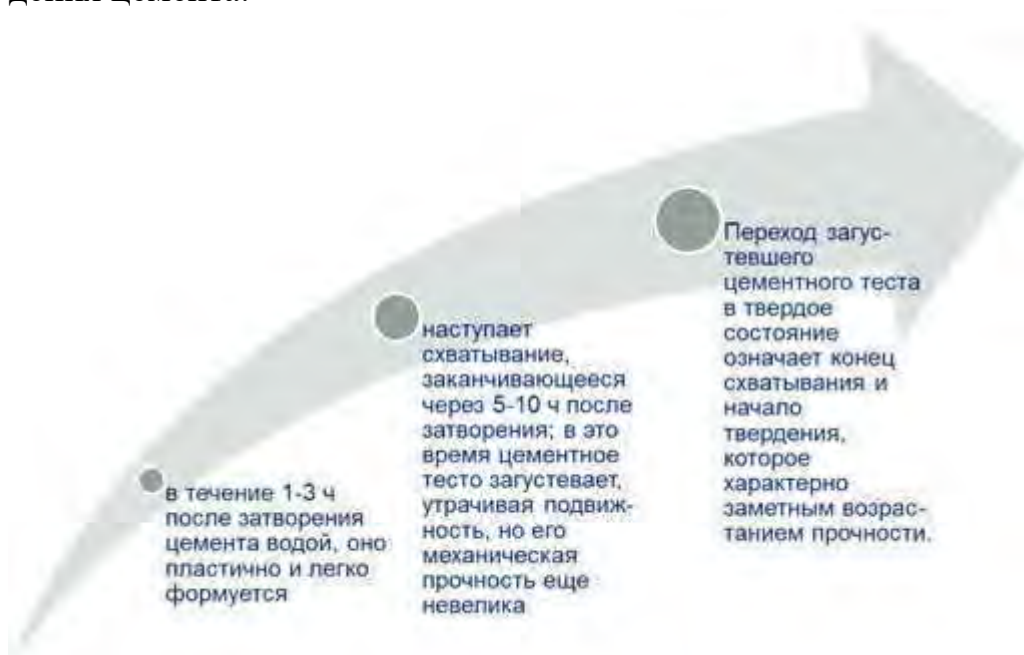 в течение 1-3 ч
после затворения
цемента водой, оно
пластично и легко
формуется
наступает
схватывание,
заканчивающееся
через 5-10 ч после
затворения; в это
время цементное
тесто загустевает,
утрачивая подвиж-
ность, но его
механическая
прочность еще
невелика
Переход загус-
тевшего
цементного теста
в твердое
состояние
означает конец
схватывания и
начало
твердения,
которое
характерно
заметным возрас-
танием прочности.